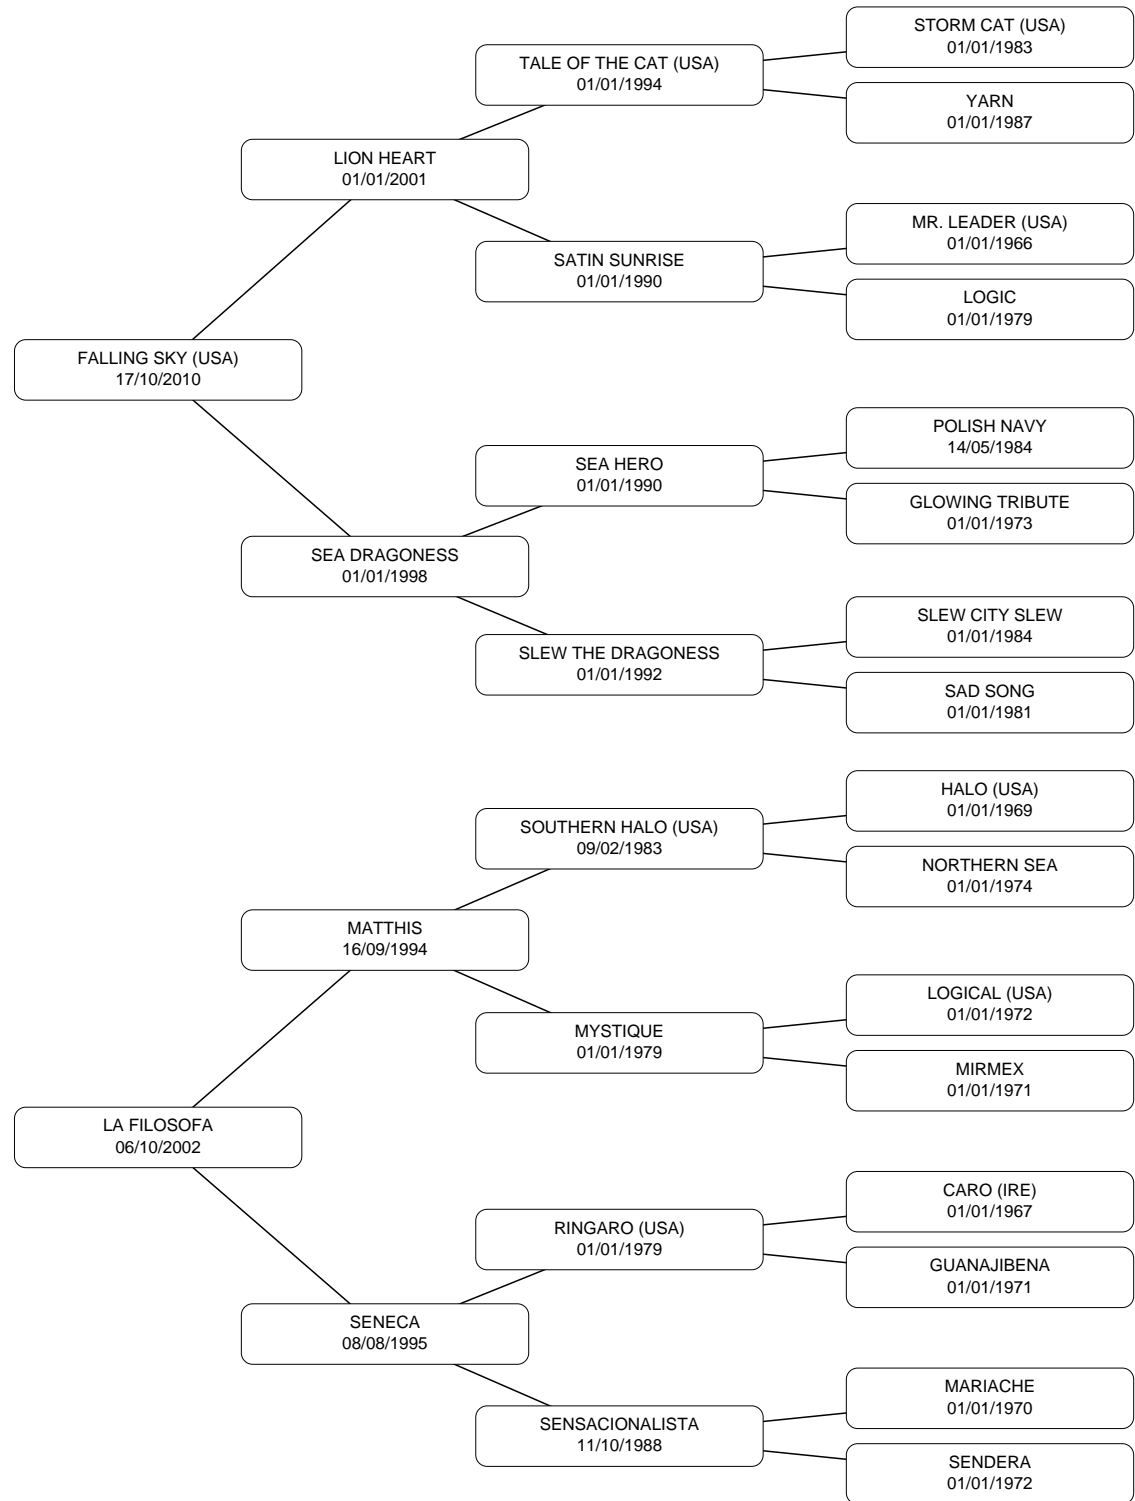 STORM CAT (USA)
01/01/1983
TALE OF THE CAT (USA)
01/01/1994
YARN
01/01/1987
LION HEART
01/01/2001
MR. LEADER (USA)
01/01/1966
SATIN SUNRISE
01/01/1990
LOGIC
01/01/1979
FALLING SKY (USA)
17/10/2010
POLISH NAVY
14/05/1984
SEA HERO
01/01/1990
GLOWING TRIBUTE
01/01/1973
SEA DRAGONESS
01/01/1998
SLEW CITY SLEW
01/01/1984
SLEW THE DRAGONESS
01/01/1992
SAD SONG
01/01/1981
HALO (USA)
01/01/1969
SOUTHERN HALO (USA)
09/02/1983
NORTHERN SEA
01/01/1974
MATTHIS
16/09/1994
LOGICAL (USA)
01/01/1972
MYSTIQUE
01/01/1979
MIRMEX
01/01/1971
LA FILOSOFA
06/10/2002
CARO (IRE)
01/01/1967
RINGARO (USA)
01/01/1979
GUANAJIBENA
01/01/1971
SENECA
08/08/1995
MARIACHE
01/01/1970
SENSACIONALISTA
11/10/1988
SENDERA
01/01/1972